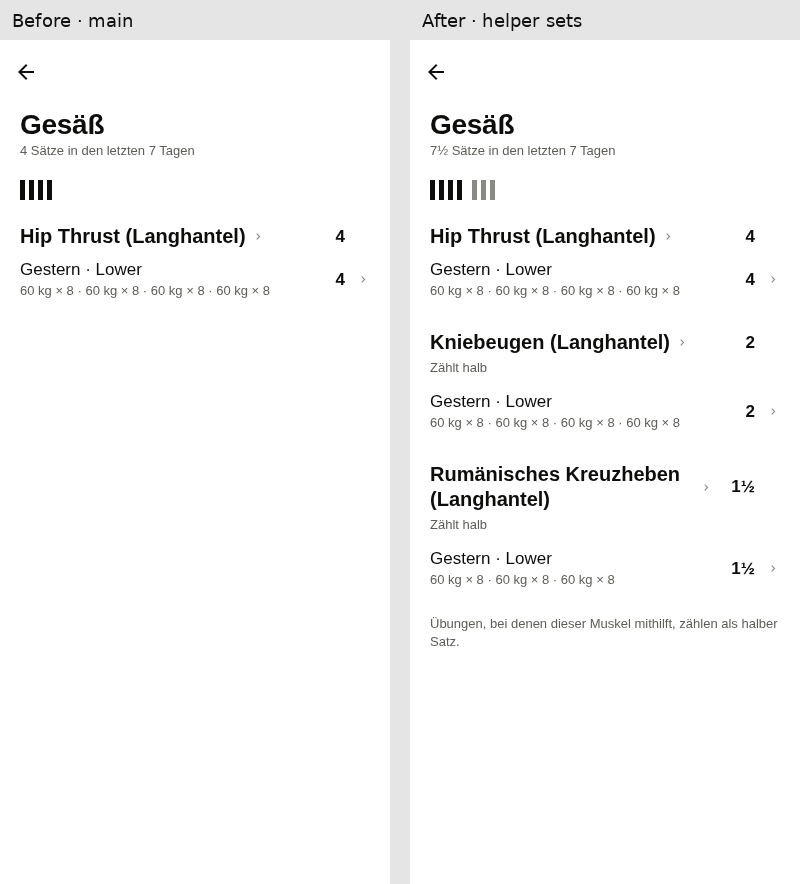 Before · main
Gesäß
4 Sätze in den letzten 7 Tagen
Hip Thrust (Langhantel) › 4
Gestern · Lower
60 kg × 8 · 60 kg × 8 · 60 kg × 8 · 60 kg × 8
4 ›
After · helper sets
Gesäß
7½ Sätze in den letzten 7 Tagen
Hip Thrust (Langhantel) › 4
Gestern · Lower
60 kg × 8 · 60 kg × 8 · 60 kg × 8 · 60 kg × 8
4 ›
Kniebeugen (Langhantel) › 2
Zählt halb
Gestern · Lower
60 kg × 8 · 60 kg × 8 · 60 kg × 8 · 60 kg × 8
2 ›
Rumänisches Kreuzheben
(Langhantel)
› 1½
Zählt halb
Gestern · Lower
60 kg × 8 · 60 kg × 8 · 60 kg × 8
1½ ›
Übungen, bei denen dieser Muskel mithilft, zählen als halber
Satz.